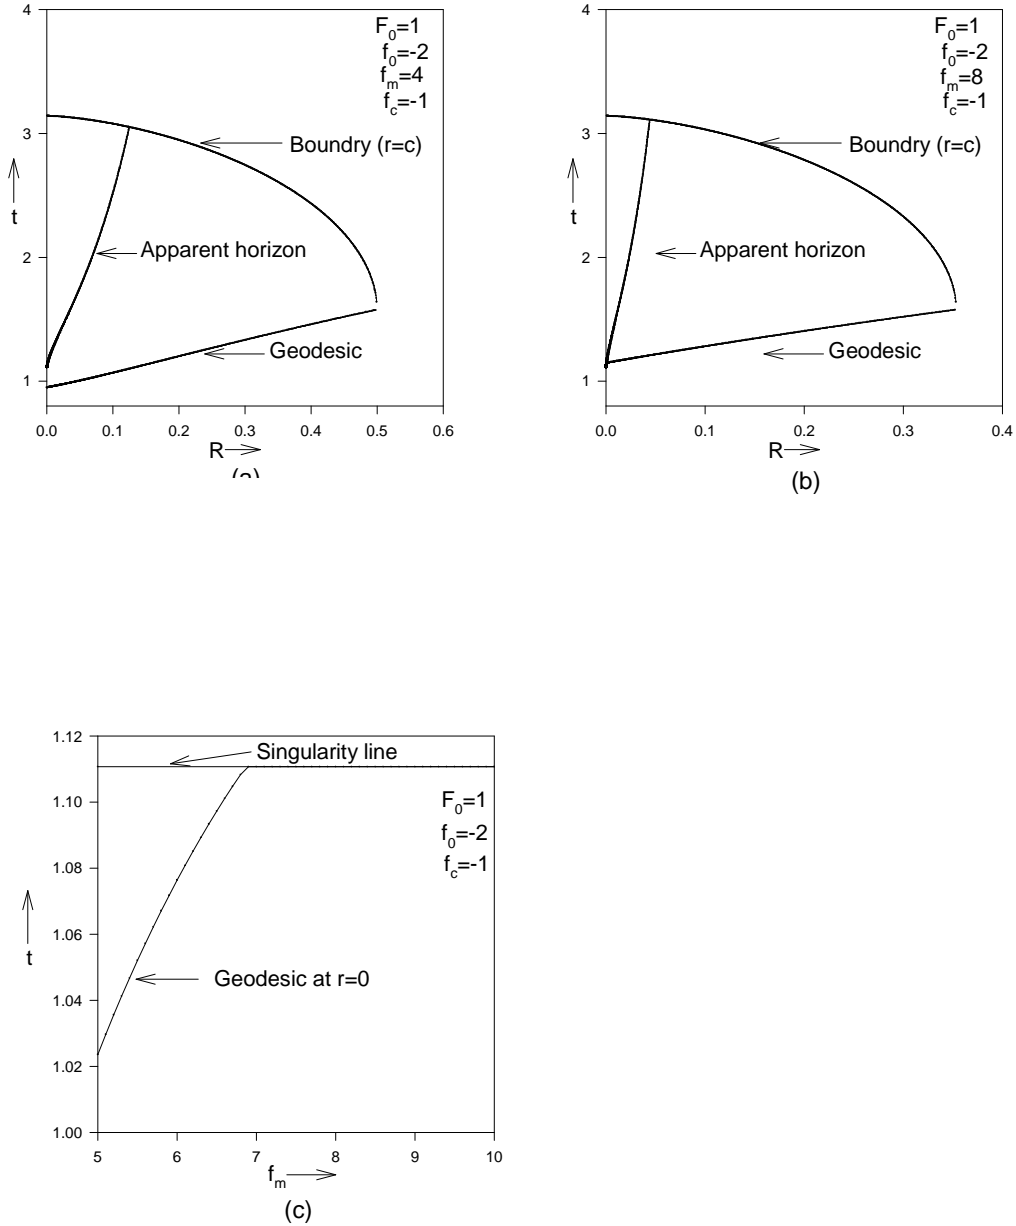 4
3
2
1
t
F0=1
f0=-2
fm=4
fc=-1
Boundry (r=c)
Apparent horizon
Geodesic
0.0 0.1 0.2 0.3 0.4 0.5 0.6
R
(a)
4
3
2
1
t
F0=1
f0=-2
fm=8
fc=-1
Boundry (r=c)
Apparent horizon
Geodesic
0.0 0.1 0.2 0.3 0.4
R
(b)
1.12
1.10
1.08
1.06
1.04
1.02
1.00
t
Singularity line
F0=1
f0=-2
fc=-1
Geodesic at r=0
5 6 7 8 9 10
fm
(c)